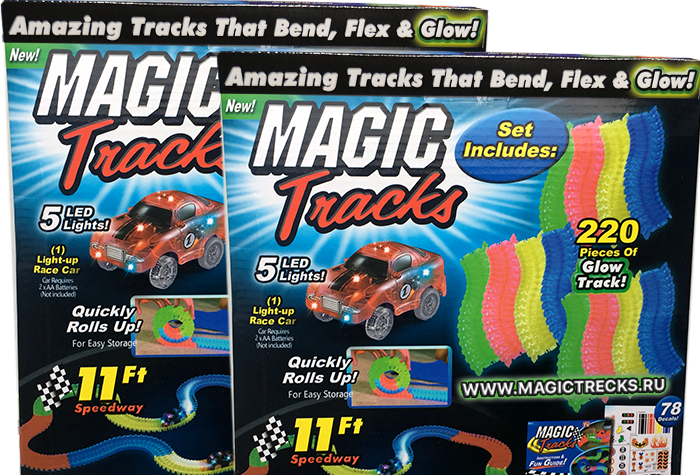 Amazing Tracks That Bend, Flex & Glow!
New!
MAGIC
Tracks
5 LED
Lights!
(1)
Light-up
Race Car
Car Requires
2 x AA Batteries
(Not included)
Quickly
Rolls Up!
For Easy Storage
11 Ft
Speedway
Amazing Tracks That Bend, Flex & Glow!
New!
MAGIC
Tracks
Set
Includes:
5 LED
Lights!
(1)
Light-up
Race Car
Car Requires
2 x AA Batteries
(Not included)
220
Pieces Of
Glow
Track!
Quickly
Rolls Up!
For Easy Storage
WWW.MAGICTRECKS.RU
11 Ft
Speedway
78
Decals!
MAGIC
Tracks
FUN GUIDE!